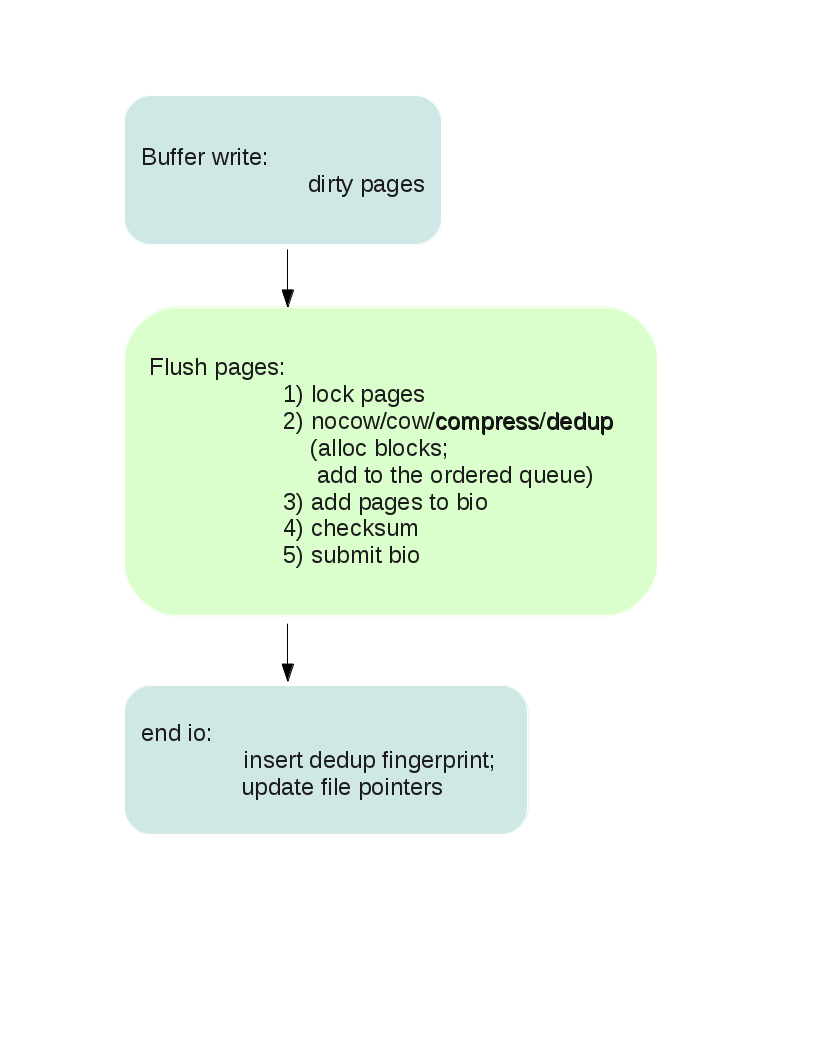 Buffer write:
dirty pages
Flush pages:
1) lock pages
2) nocow/cow/compress/dedup
(alloc blocks;
add to the ordered queue)
3) add pages to bio
4) checksum
5) submit bio
end io:
insert dedup fingerprint;
update file pointers